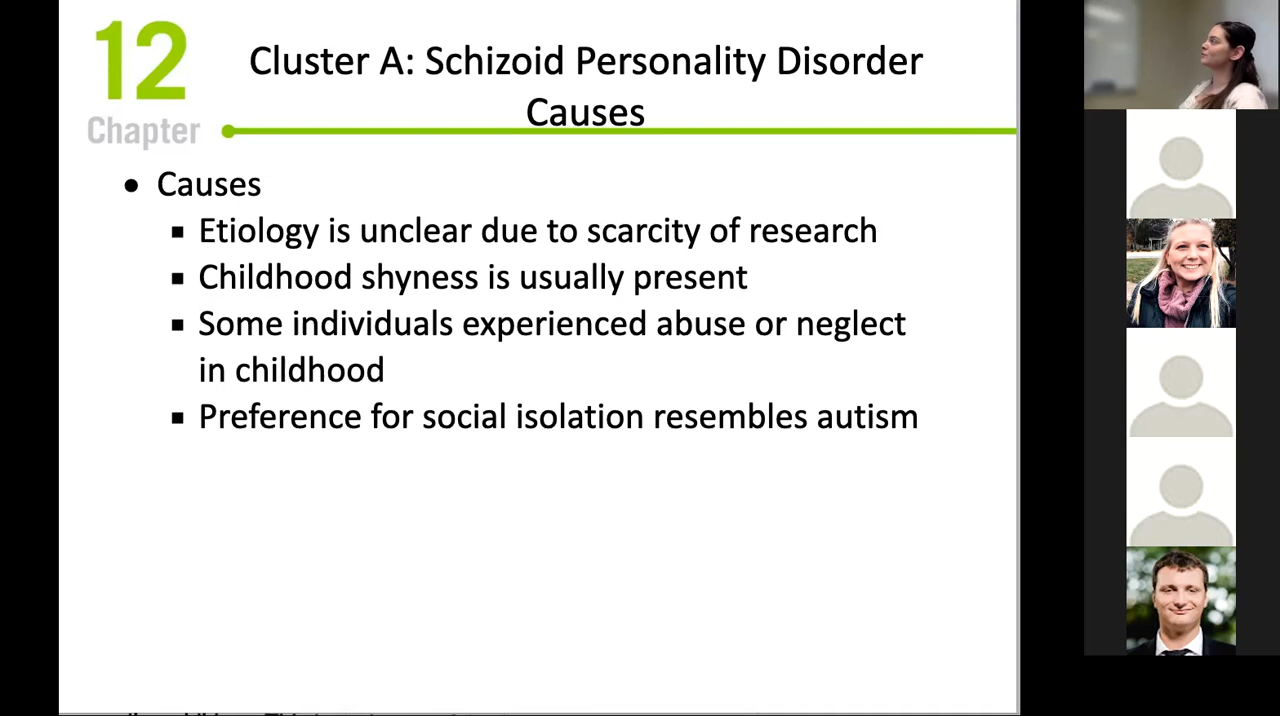 12
Chapter
Cluster A: Schizoid Personality Disorder
Causes
• Causes
▪ Etiology is unclear due to scarcity of research
▪ Childhood shyness is usually present
▪ Some individuals experienced abuse or neglect
in childhood
▪ Preference for social isolation resembles autism